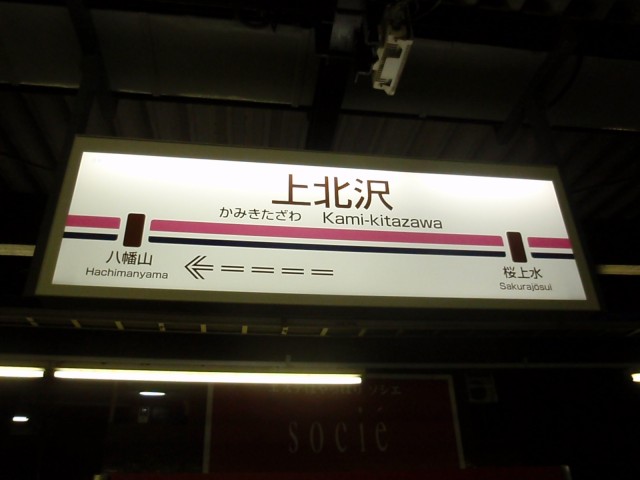 上北沢
かみきたざわ Kami-kitazawa
八幡山
Hachimanyama
桜上水
Sakurajōsui
socié